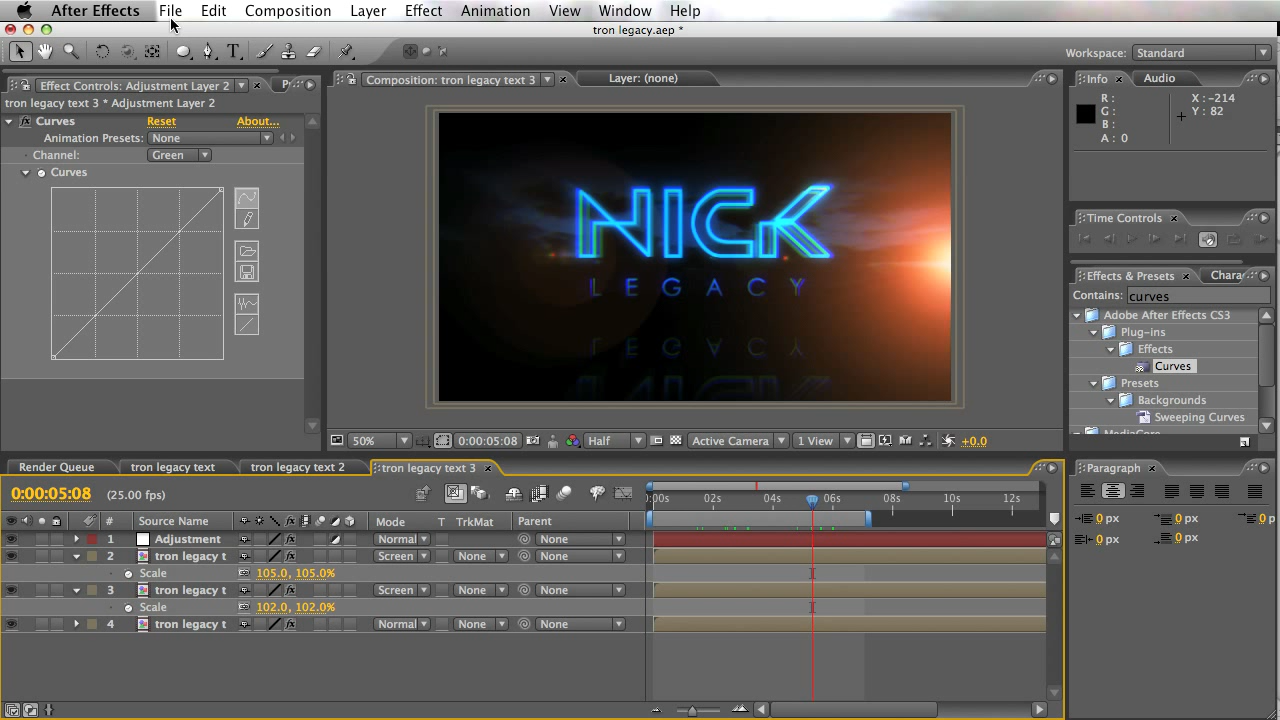 After Effects File Edit Composition Layer Effect Animation View Window Help
tron legacy.aep *
Workspace: Standard
Effect Controls: Adjustment Layer 2
tron legacy text 3 * Adjustment Layer 2
Curves Reset About...
Animation Presets: None
Channel: Green
Curves
Composition: tron legacy text 3
Layer: (none)
NICK
LEGACY
50% 0:00:05:08 Half Active Camera 1 View +0.0
Info Audio
R : X : -214
G : Y : 82
B :
A : 0
Time Controls
Effects & Presets Chara
Contains: curves
Adobe After Effects CS3
Plug-ins
Effects
Curves
Presets
Backgrounds
Sweeping Curves
Render Queue tron legacy text tron legacy text 2 tron legacy text 3
0:00:05:08 (25.00 fps)
):00s 02s 04s 06s 08s 10s 12s
# Source Name Mode T TrkMat Parent
1 Adjustment Normal None
2 tron legacy t Screen None None
Scale 105.0, 105.0%
3 tron legacy t Screen None None
Scale 102.0, 102.0%
4 tron legacy t Normal None None
Paragraph
0 px 0 px 0 p
0 px 0 px